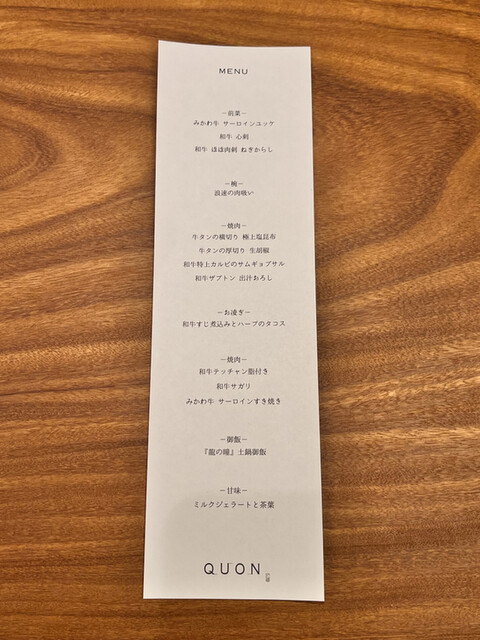 MENU
－前菜－
みかわ牛 サーロインユッケ
和牛 心刺
和牛 ほほ肉刺 ねぎからし
－椀－
浪速の肉吸い
－焼肉－
牛タンの横切り 極上塩昆布
牛タンの厚切り 生胡椒
和牛特上カルビのサムギョプサル
和牛ザブトン 出汁おろし
－お凌ぎ－
和牛すじ煮込みとハーブのタコス
－焼肉－
和牛テッチャン脂付き
和牛サガリ
みかわ牛 サーロインすき焼き
－御飯－
『龍の瞳』土鍋御飯
－甘味－
ミルクジェラートと茶葉
QUON